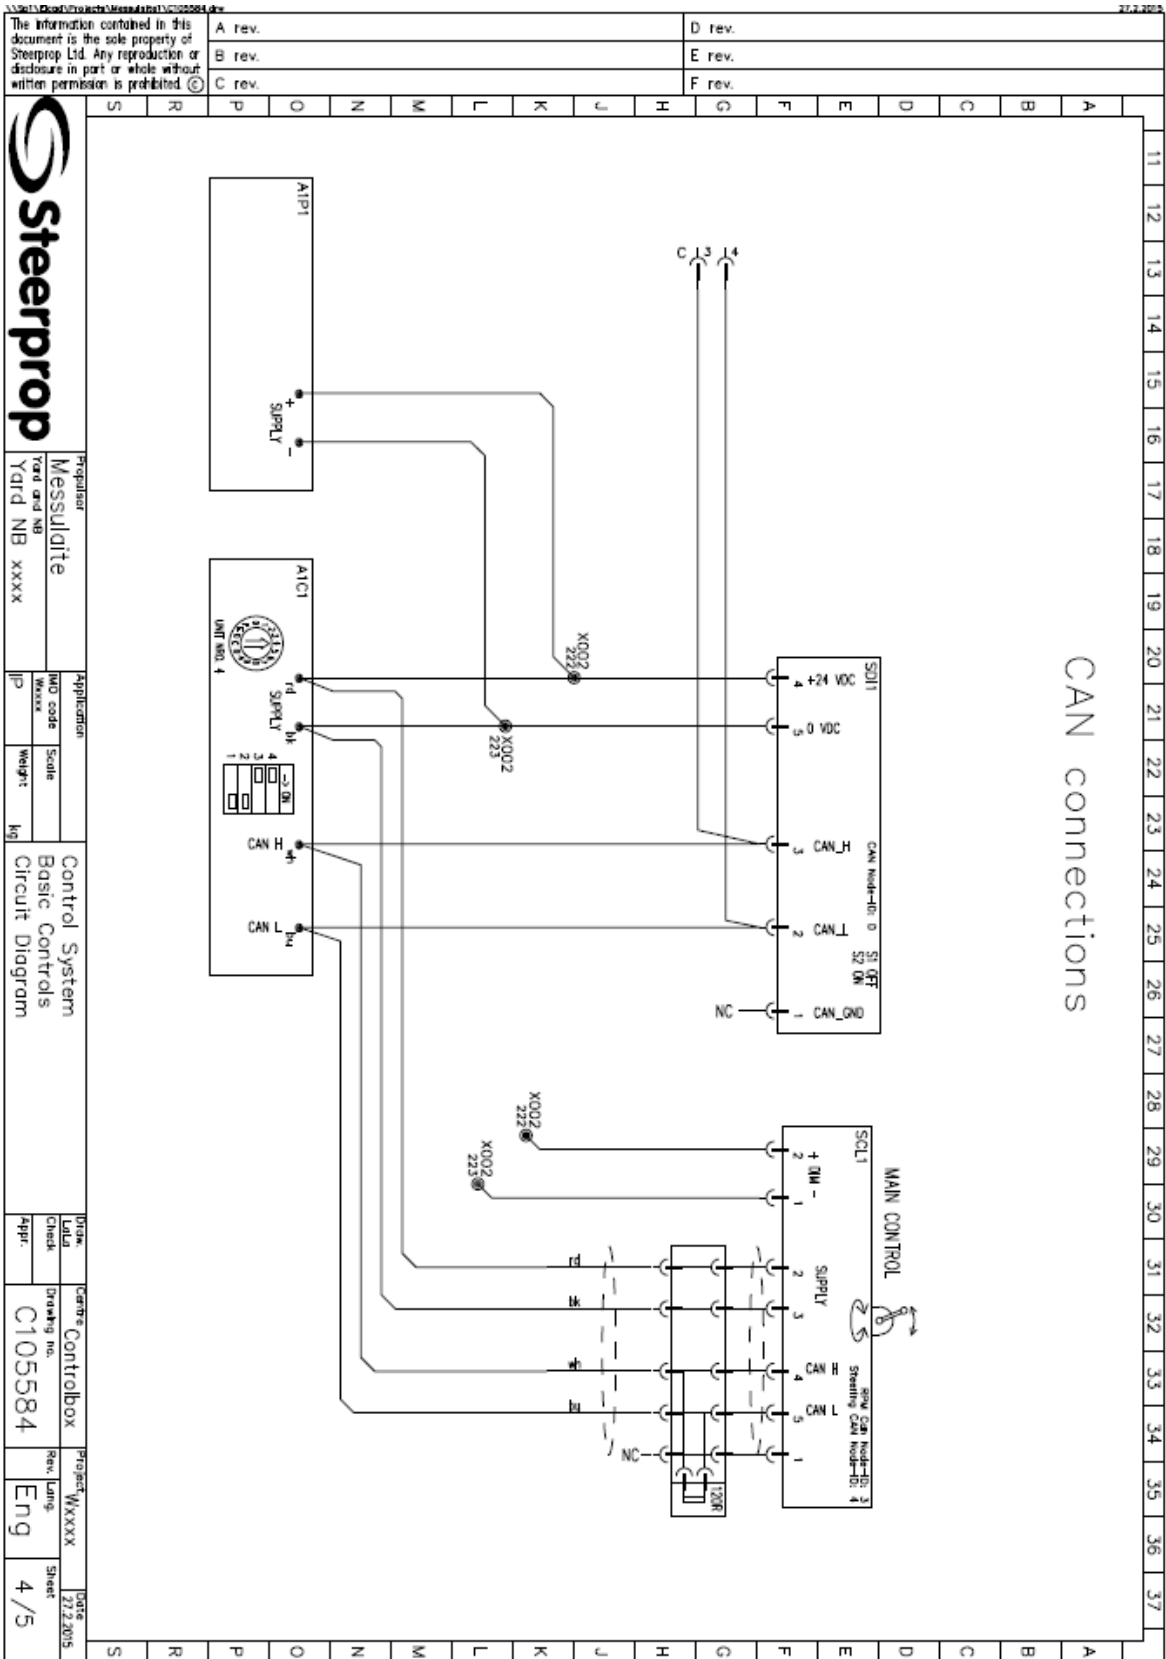 \\Sp1\Elcad\Projects\Messulaite1\C105584.drw
27.2.2015
The information contained in this
document is the sole property of
Steerprop Ltd. Any reproduction or
disclosure in part or whole without
written permission is prohibited. ©
A rev.
B rev.
C rev.
D rev.
E rev.
F rev.
S R P O N M L K J H G F E D C B A
11 12 13 14 15 16 17 18 19 20 21 22 23 24 25 26 27 28 29 30 31 32 33 34 35 36 37
CAN connections
A1P1
+ SUPPLY -
C 3 4
A1C1
UNIT NRO. 4
rd
SUPPLY
bk
1 2 3 4
-> ON
CAN H
wh
CAN L
bu
X002
222
X002
223
SDI1
4 +24 VDC
5 0 VDC
3 CAN_H
2 CAN_L
1 CAN_GND
CAN Node-ID: 0
S1 OFF
S2 ON
NC
X002
222
X002
223
SCL1
2 + DIM - 1
MAIN CONTROL
2 SUPPLY 3
4 CAN H
5 CAN L
1
RPM Can Node-ID: 3
Steering CAN Node-ID: 4
rd
bk
wh
bu
NC
120R
Steerprop
Propulsor
Messulaite
Yard and NB
Yard NB xxxx
Application
IMO code
Wxxxx
Scale
IP
Weight
kg
Control System
Basic Controls
Circuit Diagram
Draw.
LaLa
Check
Appr.
Centre
Controlbox
Drawing no.
C105584
Project
Wxxxx
Rev.
Lang.
Eng
Date
27.2.2015
Sheet
4/5
S R P O N M L K J H G F E D C B A